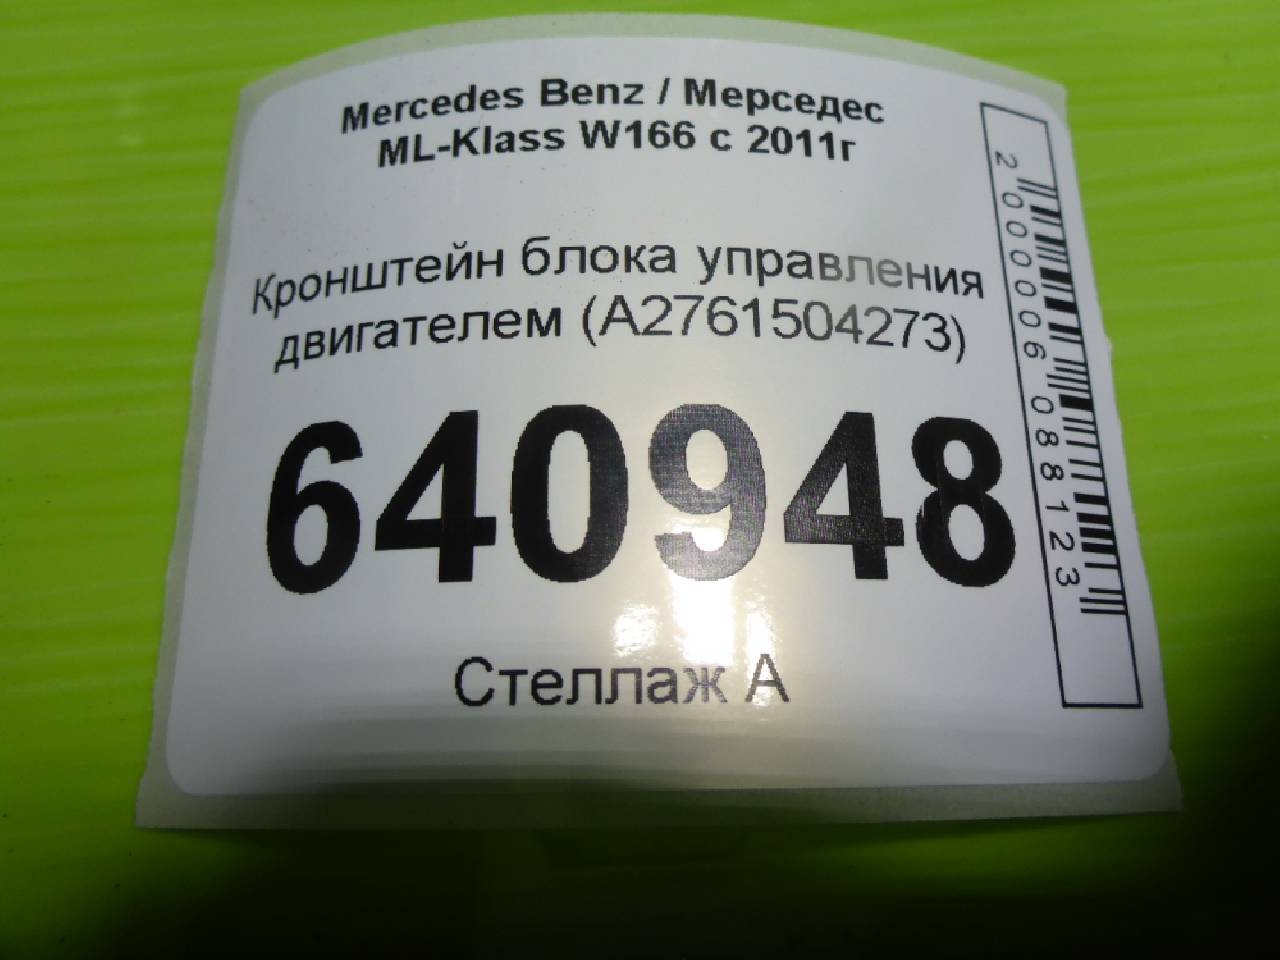 Mercedes Benz / Мерседес
ML-Klass W166 с 2011г
Кронштейн блока управления
двигателем (A2761504273)
640948
Стеллаж А
2000006088123